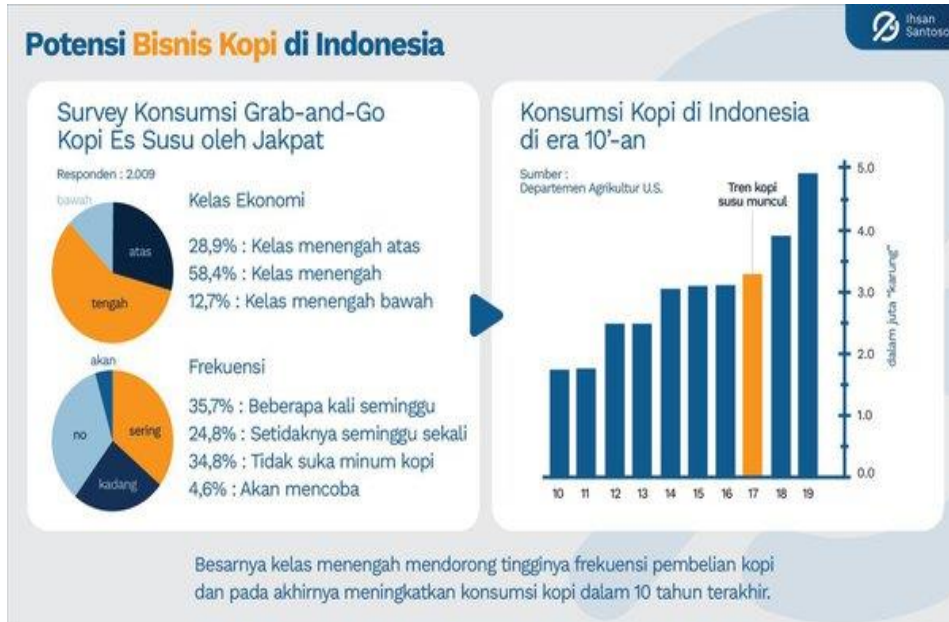 Ihsan
Santoso
Potensi Bisnis Kopi di Indonesia
Survey Konsumsi Grab-and-Go
Kopi Es Susu oleh Jakpat
Responden : 2.009
bawah
atas
tengah
Kelas Ekonomi
28,9% : Kelas menengah atas
58,4% : Kelas menengah
12,7% : Kelas menengah bawah
akan
no
sering
kadang
Frekuensi
35,7% : Beberapa kali seminggu
24,8% : Setidaknya seminggu sekali
34,8% : Tidak suka minum kopi
4,6% : Akan mencoba
Konsumsi Kopi di Indonesia
di era 10'-an
Sumber :
Departemen Agrikultur U.S.
Tren kopi
susu muncul
5.0
4.0
3.0
2.0
1.0
0.0
dalam juta "karung"
10 11 12 13 14 15 16 17 18 19
Besarnya kelas menengah mendorong tingginya frekuensi pembelian kopi
dan pada akhirnya meningkatkan konsumsi kopi dalam 10 tahun terakhir.